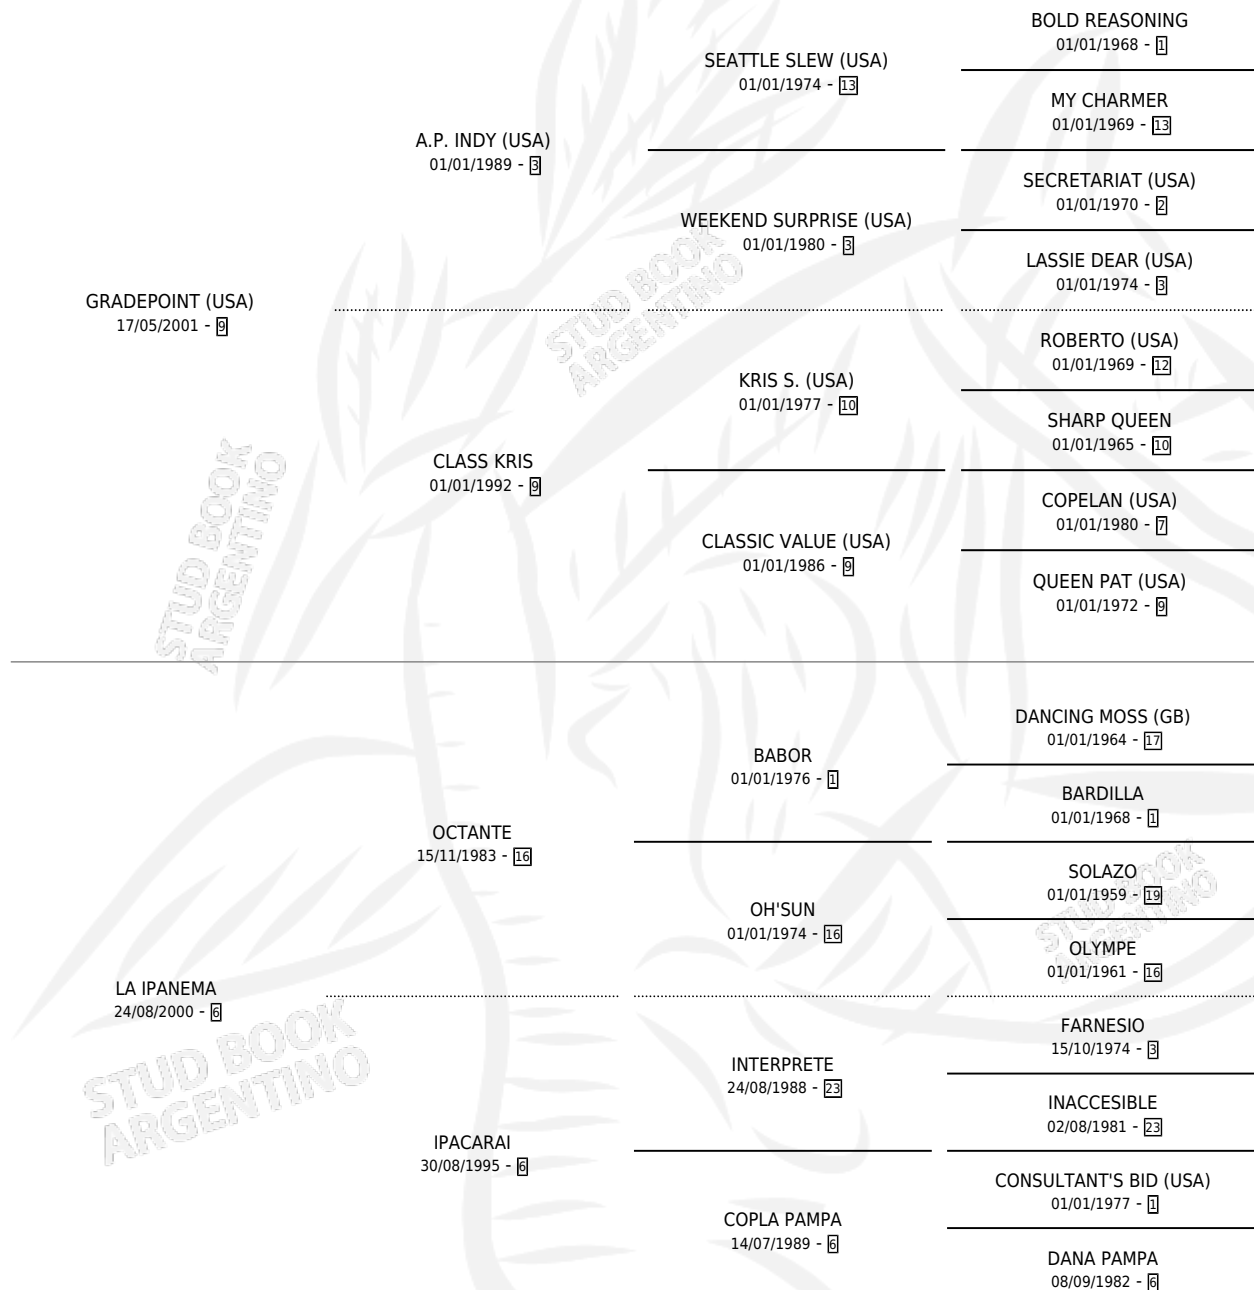 BOLD REASONING
01/01/1968 - 1
SEATTLE SLEW (USA)
01/01/1974 - 13
MY CHARMER
01/01/1969 - 13
A.P. INDY (USA)
01/01/1989 - 3
SECRETARIAT (USA)
01/01/1970 - 2
WEEKEND SURPRISE (USA)
01/01/1980 - 3
LASSIE DEAR (USA)
01/01/1974 - 3
GRADEPOINT (USA)
17/05/2001 - 9
STUD BOOK
ARGENTINO
ROBERTO (USA)
01/01/1969 - 12
KRIS S. (USA)
01/01/1977 - 10
SHARP QUEEN
01/01/1965 - 10
CLASS KRIS
01/01/1992 - 9
COPELAN (USA)
01/01/1980 - 7
CLASSIC VALUE (USA)
01/01/1986 - 9
QUEEN PAT (USA)
01/01/1972 - 9
STUD BOOK
ARGENTINO
DANCING MOSS (GB)
01/01/1964 - 17
BABOR
01/01/1976 - 1
BARDILLA
01/01/1968 - 1
OCTANTE
15/11/1983 - 16
SOLAZO
01/01/1959 - 19
OH'SUN
01/01/1974 - 16
OLYMPE
01/01/1961 - 16
STUD BOOK
ARGENTINO
LA IPANEMA
24/08/2000 - 6
FARNESIO
15/10/1974 - 3
INTERPRETE
24/08/1988 - 23
INACCESIBLE
02/08/1981 - 23
STUD BOOK
ARGENTINO
IPACARAI
30/08/1995 - 6
CONSULTANT'S BID (USA)
01/01/1977 - 1
COPLA PAMPA
14/07/1989 - 6
DANA PAMPA
08/09/1982 - 6